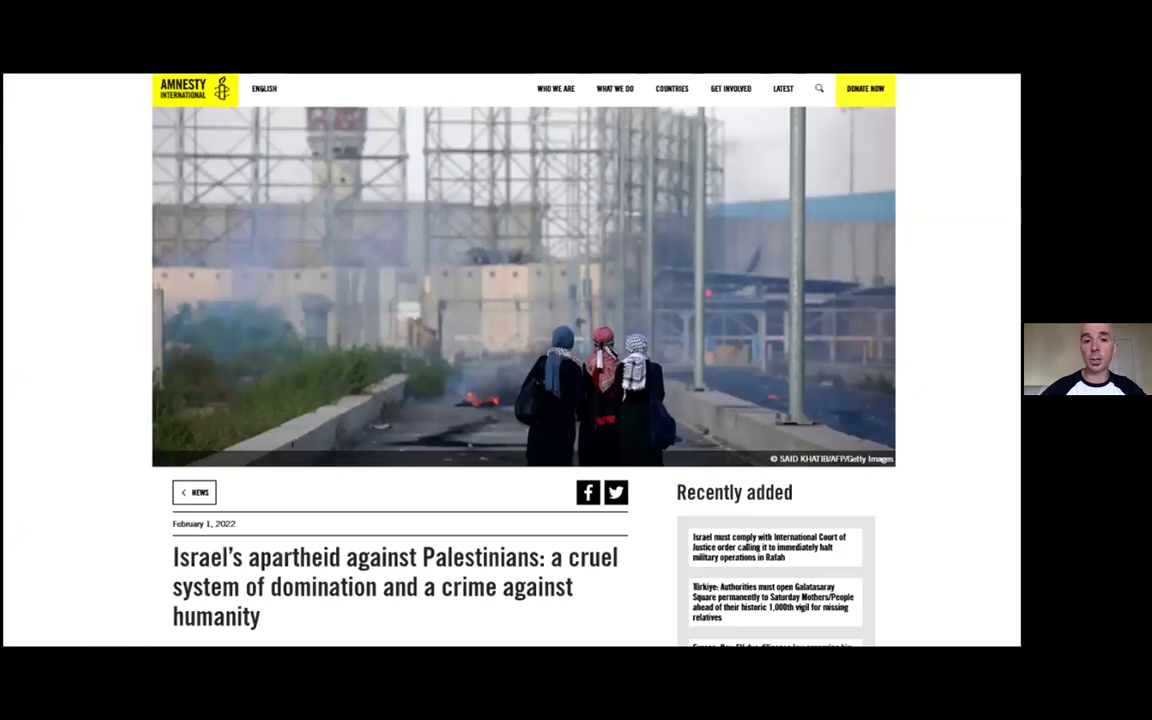 AMNESTY
INTERNATIONAL
ENGLISH
WHO WE ARE
WHAT WE DO
COUNTRIES
GET INVOLVED
LATEST
DONATE NOW
© SAID KHATIB/AFP/Getty Images
NEWS
February 1, 2022
Israel's apartheid against Palestinians: a cruel
system of domination and a crime against
humanity
Recently added
Israel must comply with International Court of
Justice order calling it to immediately halt
military operations in Rafah
Türkiye: Authorities must open Galatasaray
Square permanently to Saturday Mothers/People
ahead of their historic 1,000th vigil for missing
relatives